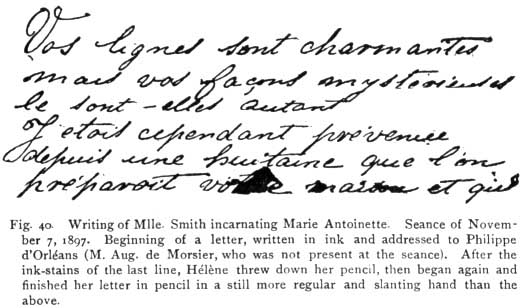 Vos lignes sont charmantes
mais vos façons mystérieuses
le sont-elles autant
J'etois cependant prévenue
depuis une huitaine que l'on
préparoit votre maison et
Fig. 40. Writing of Mlle. Smith incarnating Marie Antoinette. Seance of Novem-
ber 7, 1897. Beginning of a letter, written in ink and addressed to Philippe
d'Orléans (M. Aug. de Morsier, who was not present at the seance). After the
ink-stains of the last line, Hélène threw down her pencil, then began again and
finished her letter in pencil in a still more regular and slanting hand than the
above.